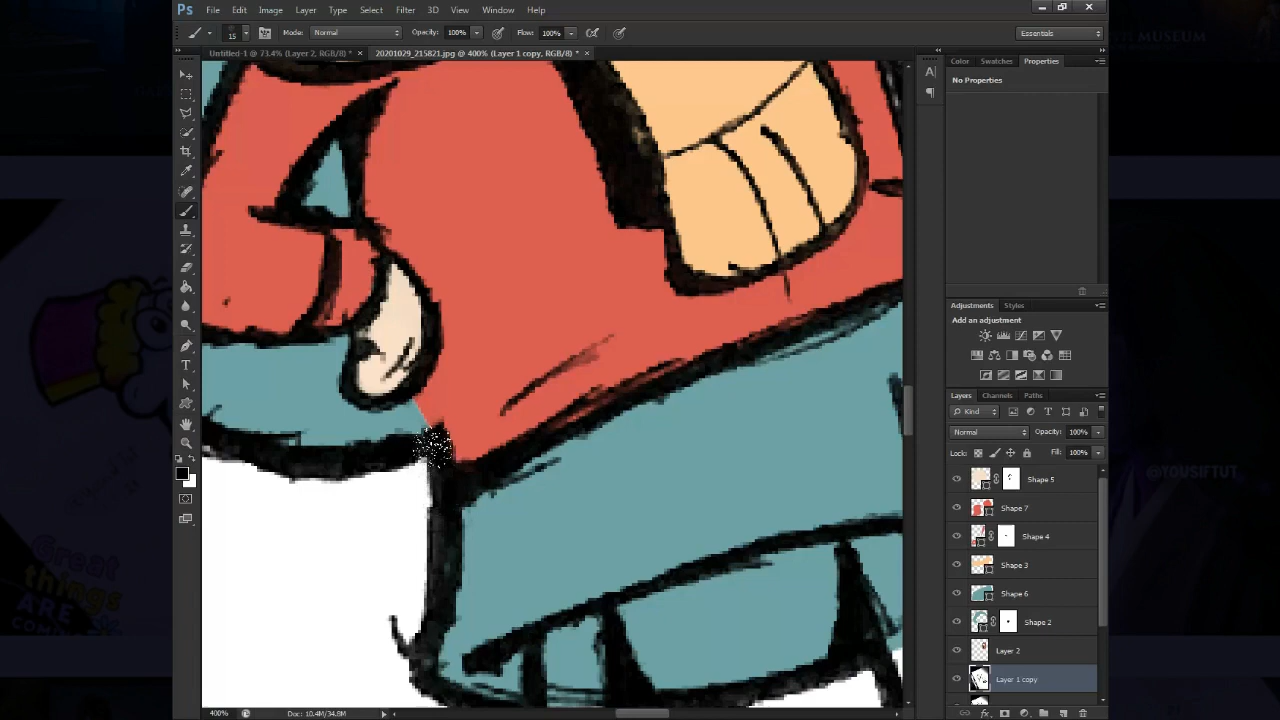 Ps File Edit Image Layer Type Select Filter 3D View Window Help
15 Mode: Normal Opacity: 100% Flow: 100% Essentials
Untitled-1 @ 73.4% (Layer 2, RGB/8) * × 20201029_215821.jpg @ 400% (Layer 1 copy, RGB/8) * ×
Color Swatches Properties
No Properties
Adjustments Styles
Add an adjustment
Layers Channels Paths
Kind
Normal Opacity: 100%
Lock: Fill: 100%
Shape 5
Shape 7
Shape 4
Shape 3
Shape 6
Shape 2
Layer 2
Layer 1 copy
400% Doc: 10.4M/34.8M
MUSEUM
@YOUSIFTUT
Great
things
ARE